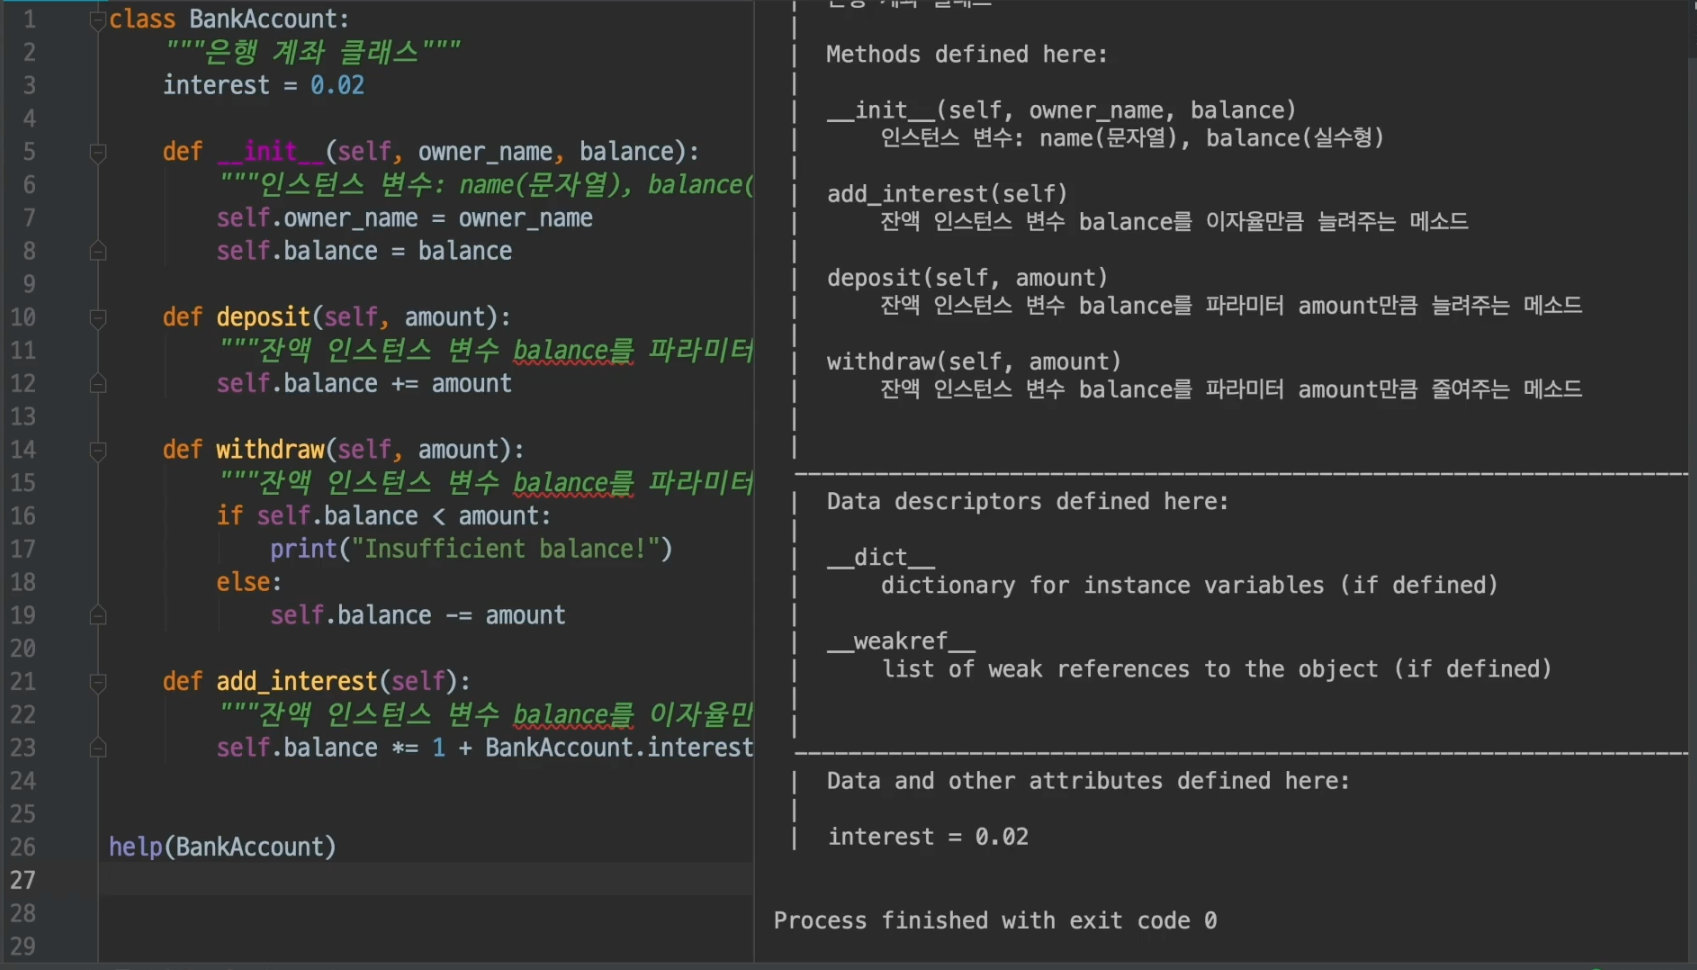 1 class BankAccount:
2 """은행 계좌 클래스"""
3 interest = 0.02
4
5 def __init__(self, owner_name, balance):
6 """인스턴스 변수: name(문자열), balance(
7 self.owner_name = owner_name
8 self.balance = balance
9
10 def deposit(self, amount):
11 """잔액 인스턴스 변수 balance를 파라미터
12 self.balance += amount
13
14 def withdraw(self, amount):
15 """잔액 인스턴스 변수 balance를 파라미터
16 if self.balance < amount:
17 print("Insufficient balance!")
18 else:
19 self.balance -= amount
20
21 def add_interest(self):
22 """잔액 인스턴스 변수 balance를 이자율만
23 self.balance *= 1 + BankAccount.interest
24
25
26 help(BankAccount)
27
28
29
은행 계좌 클래스
| Methods defined here:
|
| __init__(self, owner_name, balance)
| 인스턴스 변수: name(문자열), balance(실수형)
|
| add_interest(self)
| 잔액 인스턴스 변수 balance를 이자율만큼 늘려주는 메소드
|
| deposit(self, amount)
| 잔액 인스턴스 변수 balance를 파라미터 amount만큼 늘려주는 메소드
|
| withdraw(self, amount)
| 잔액 인스턴스 변수 balance를 파라미터 amount만큼 줄여주는 메소드
|
|
| Data descriptors defined here:
|
| __dict__
| dictionary for instance variables (if defined)
|
| __weakref__
| list of weak references to the object (if defined)
|
|
| Data and other attributes defined here:
|
| interest = 0.02
Process finished with exit code 0